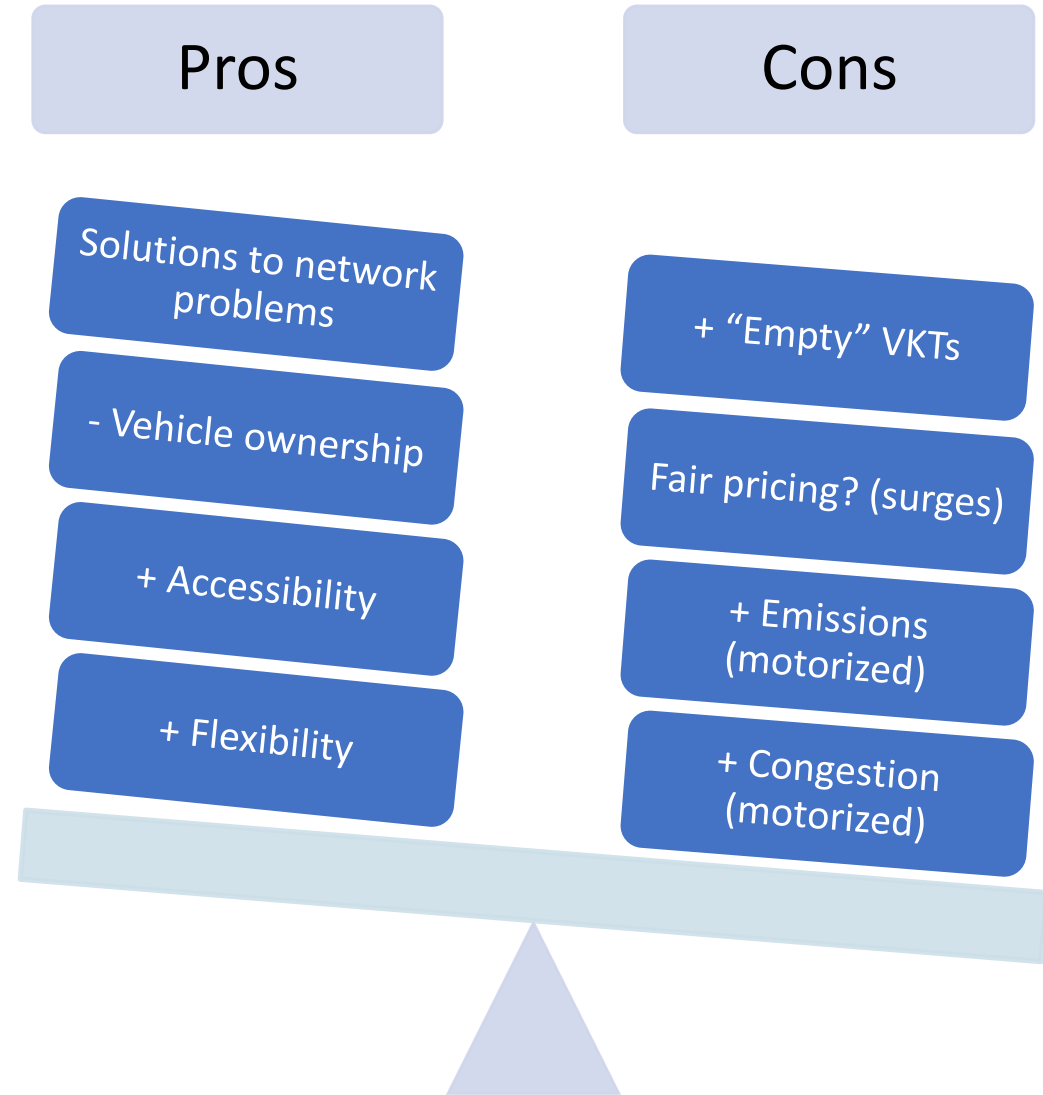 Pros
Solutions to network
problems
- Vehicle ownership
+ Accessibility
+ Flexibility
Cons
+ “Empty” VKTs
Fair pricing? (surges)
+ Emissions
(motorized)
+ Congestion
(motorized)